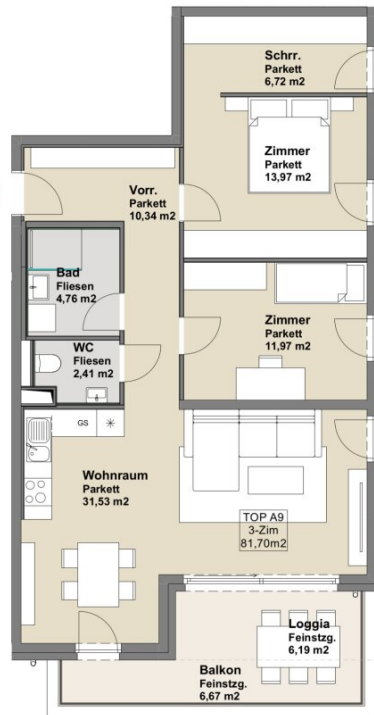 Schrr.
Parkett
6,72 m2
Zimmer
Parkett
13,97 m2
Vorr.
Parkett
10,34 m2
Bad
Fliesen
4,76 m2
Zimmer
Parkett
11,97 m2
WC
Fliesen
2,41 m2
GS
Wohnraum
Parkett
31,53 m2
TOP A9
3-Zim
81,70m2
Loggia
Feinstzg.
6,19 m2
Balkon
Feinstzg.
6,67 m2